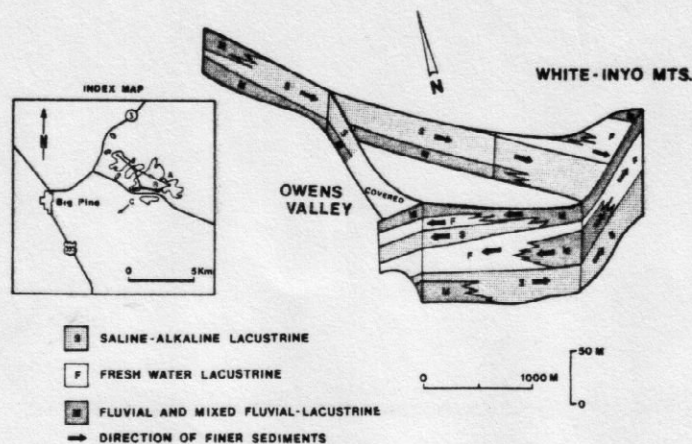 INDEX MAP
N
Big Pine
0 5Km
N
WHITE-INYO MTS.
OWENS
VALLEY
COVERED
M
S
M
S
M
S
M
S
F
M
M
F
M
F
S
F
M
M
S
F
M
S
S SALINE-ALKALINE LACUSTRINE
F FRESH WATER LACUSTRINE
M FLUVIAL AND MIXED FLUVIAL-LACUSTRINE
DIRECTION OF FINER SEDIMENTS
0 1000 M
50 M
0